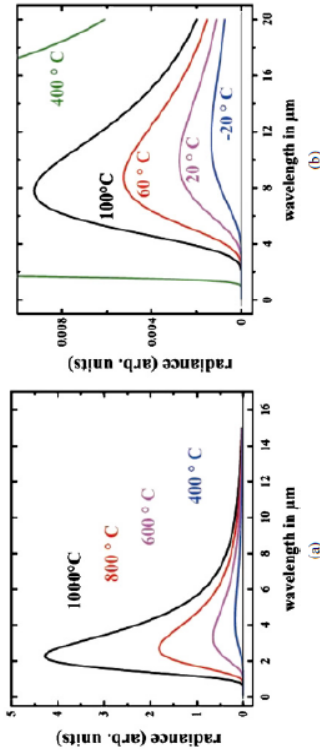 radiance (arb. units)
5
4
3
2
1
0
1000°C
800 ° C
600 ° C
400 ° C
0
2
4
6
8
10
12
14
16
wavelength in µm
(a)
radiance (arb. units)
0.008
0.004
0
400 ° C
100°C
60 ° C
20 ° C
-20 ° C
0
4
8
12
16
20
wavelength in µm
(b)